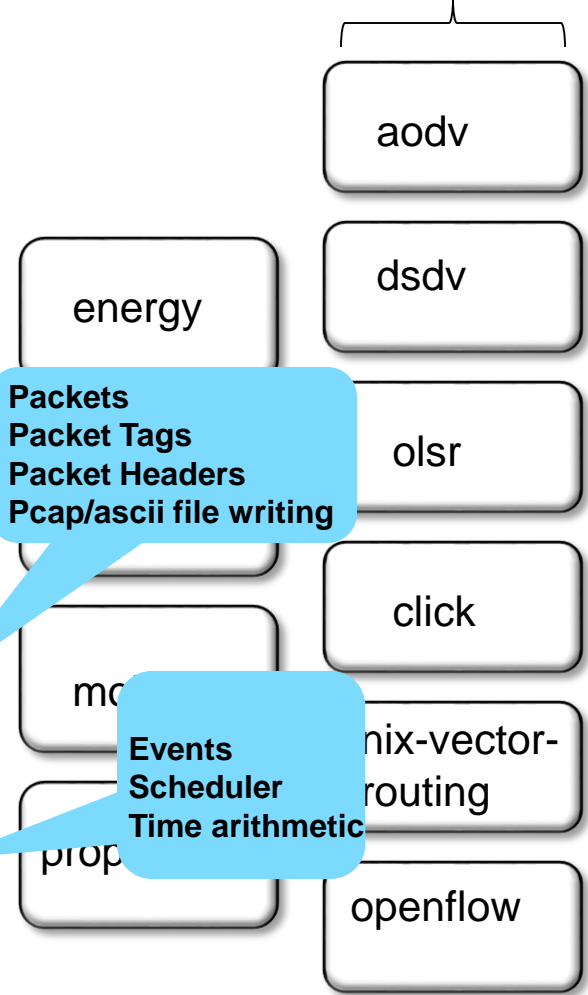 aodv
dsdv
energy
Packets
Packet Tags
Packet Headers
Pcap/ascii file writing
olsr
click
Events
Scheduler
Time arithmetic
nix-vector-
routing
openflow